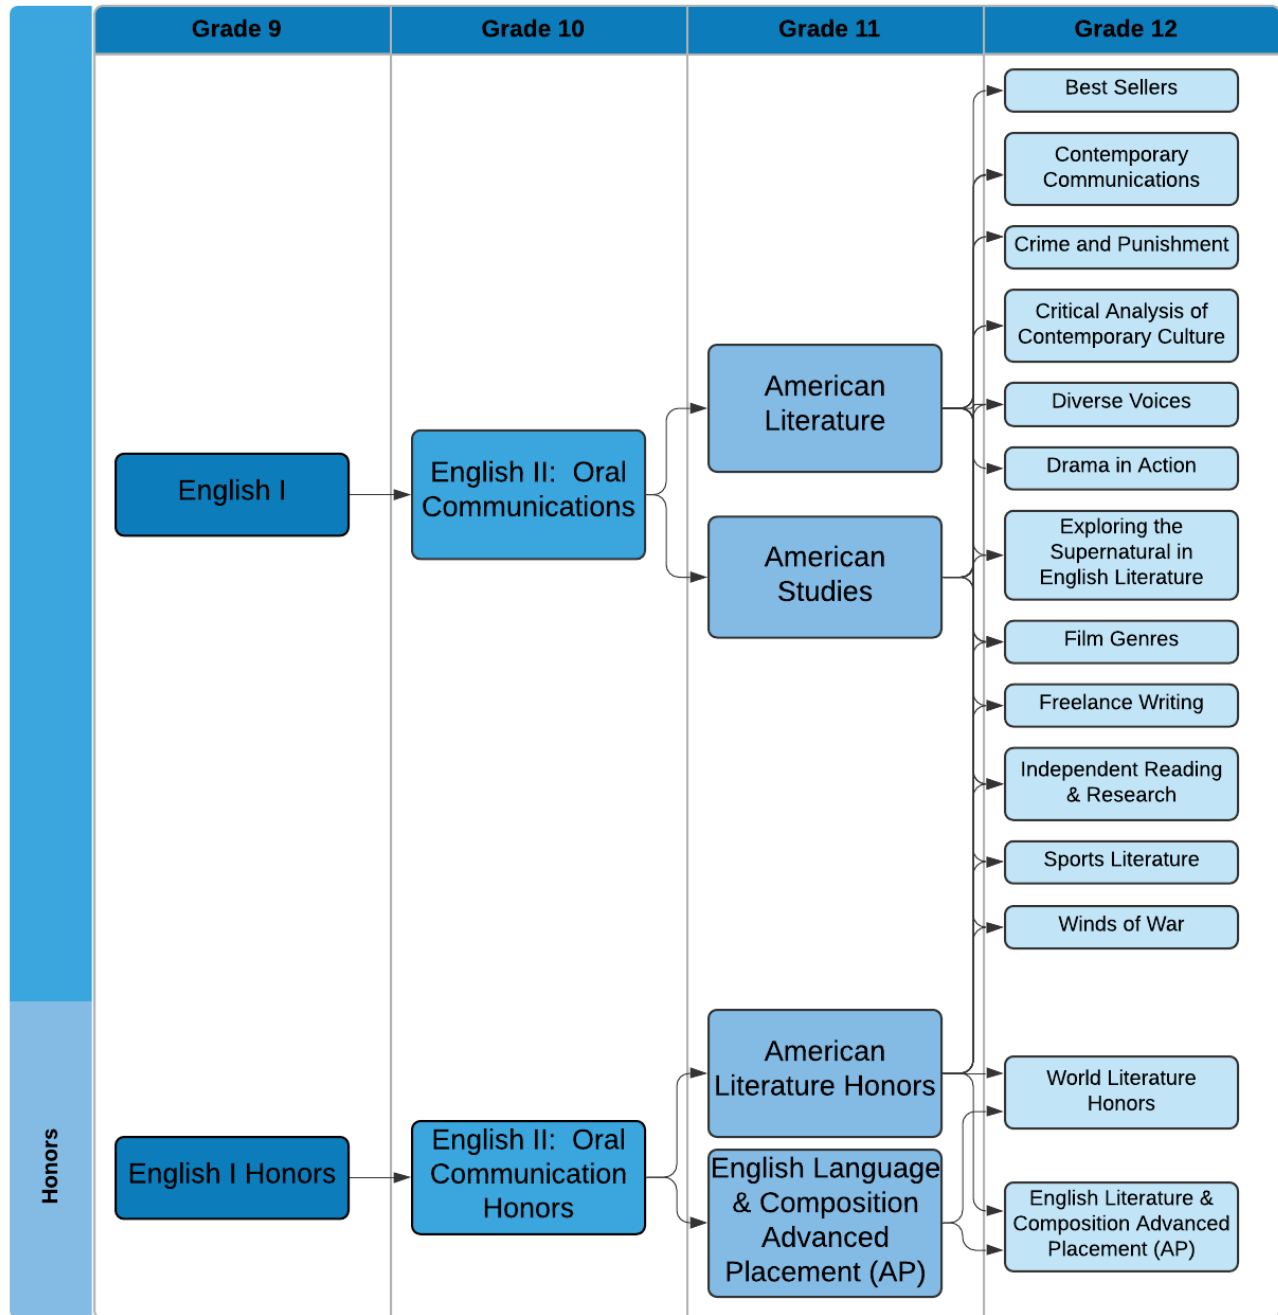 Grade 9
Grade 10
Grade 11
Grade 12
English I
English II:  Oral
Communications
American
Literature
American
Studies
Best Sellers
Contemporary
Communications
Crime and Punishment
Critical Analysis of
Contemporary Culture
Diverse Voices
Drama in Action
Exploring the
Supernatural in
English Literature
Film Genres
Freelance Writing
Independent Reading
& Research
Sports Literature
Winds of War
Honors
English I Honors
English II:  Oral
Communication
Honors
American
Literature Honors
English Language
& Composition
Advanced
Placement (AP)
World Literature
Honors
English Literature &
Composition Advanced
Placement (AP)